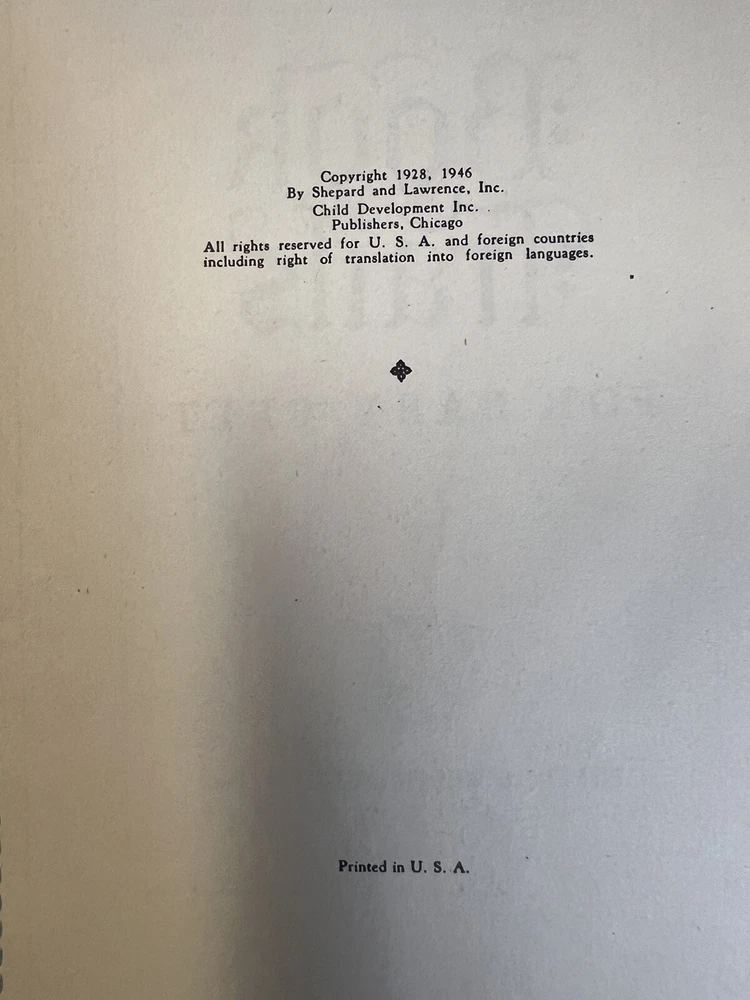 Copyright 1928, 1946
By Shepard and Lawrence, Inc.
Child Development Inc.
Publishers, Chicago
All rights reserved for U. S. A. and foreign countries
including right of translation into foreign languages.
Printed in U. S. A.